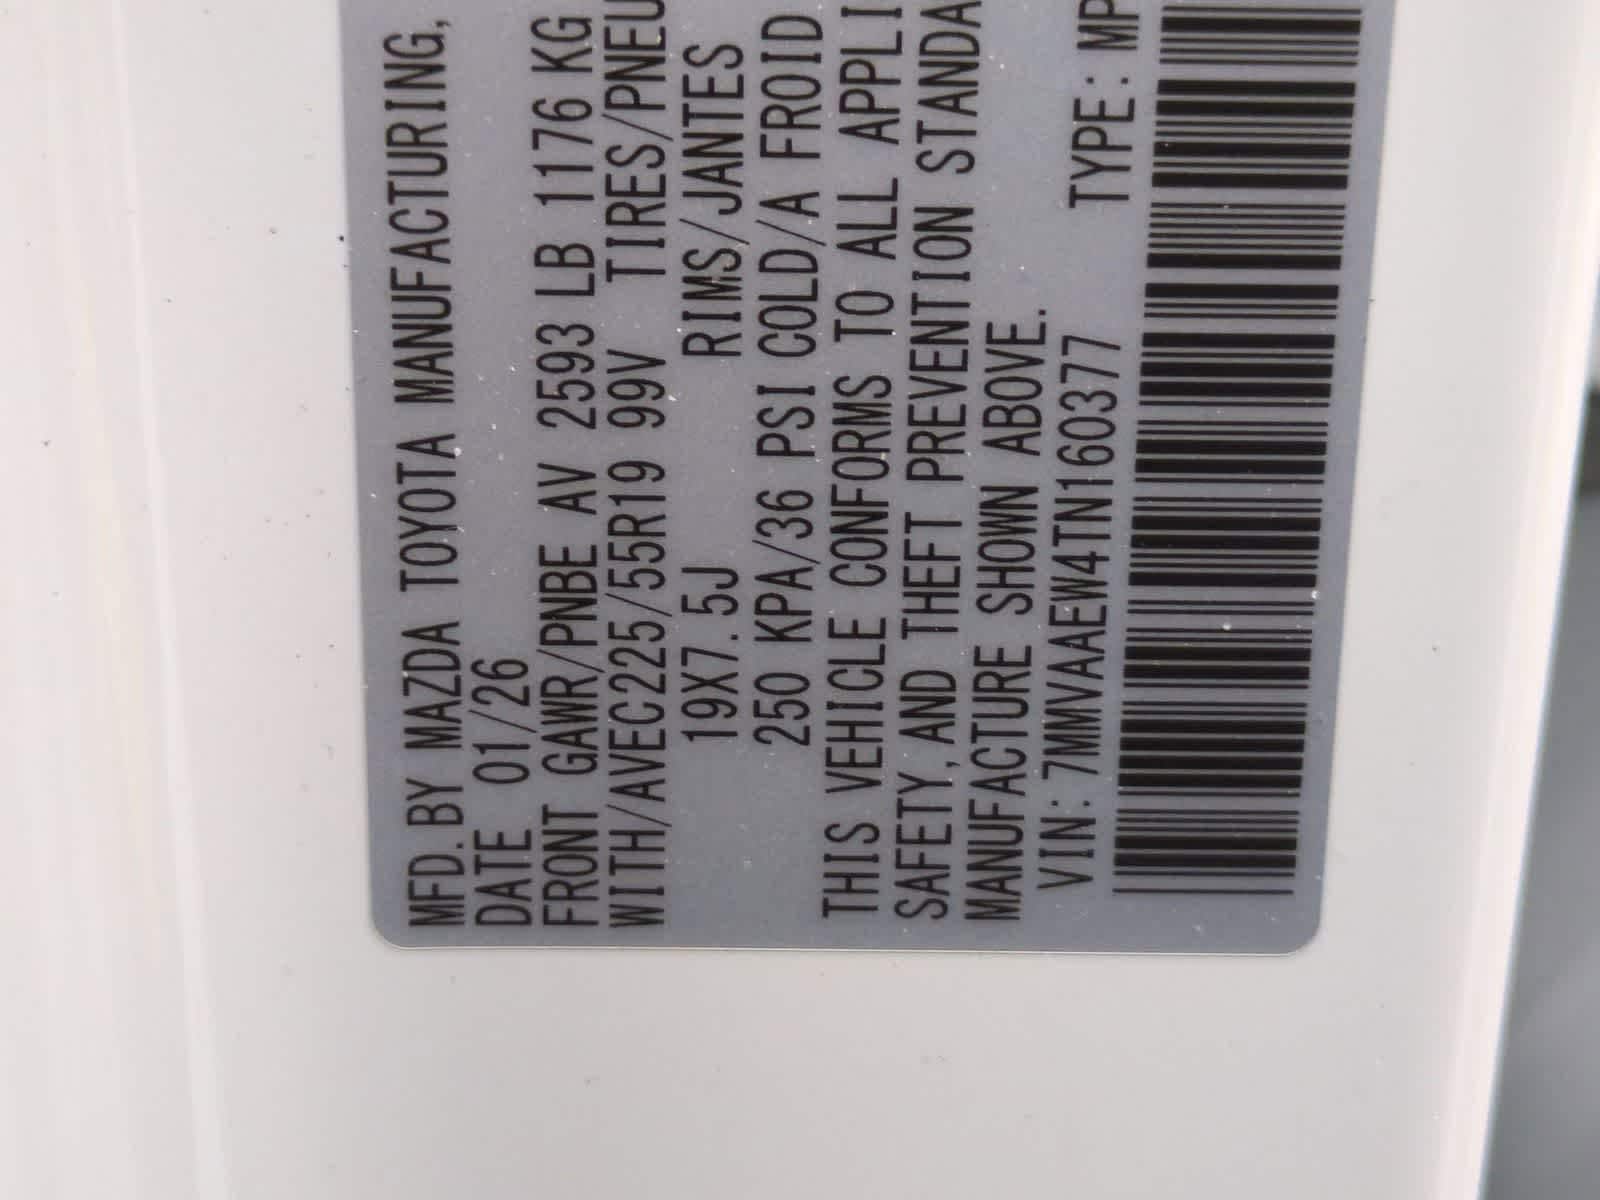 MFD.BY MAZDA TOYOTA MANUFACTURING,
DATE 01/26
FRONT GAWR/PNBE AV 2593 LB 1176 KG
WITH/AVEC225/55R19 99V TIRES/PNEU
19X7.5J RIMS/JANTES
250 KPA/36 PSI COLD/A FROID
THIS VEHICLE CONFORMS TO ALL APPLI
SAFETY,AND THEFT PREVENTION STANDA
MANUFACTURE SHOWN ABOVE.
VIN:7MMVAAEW4TN160377 TYPE:MP